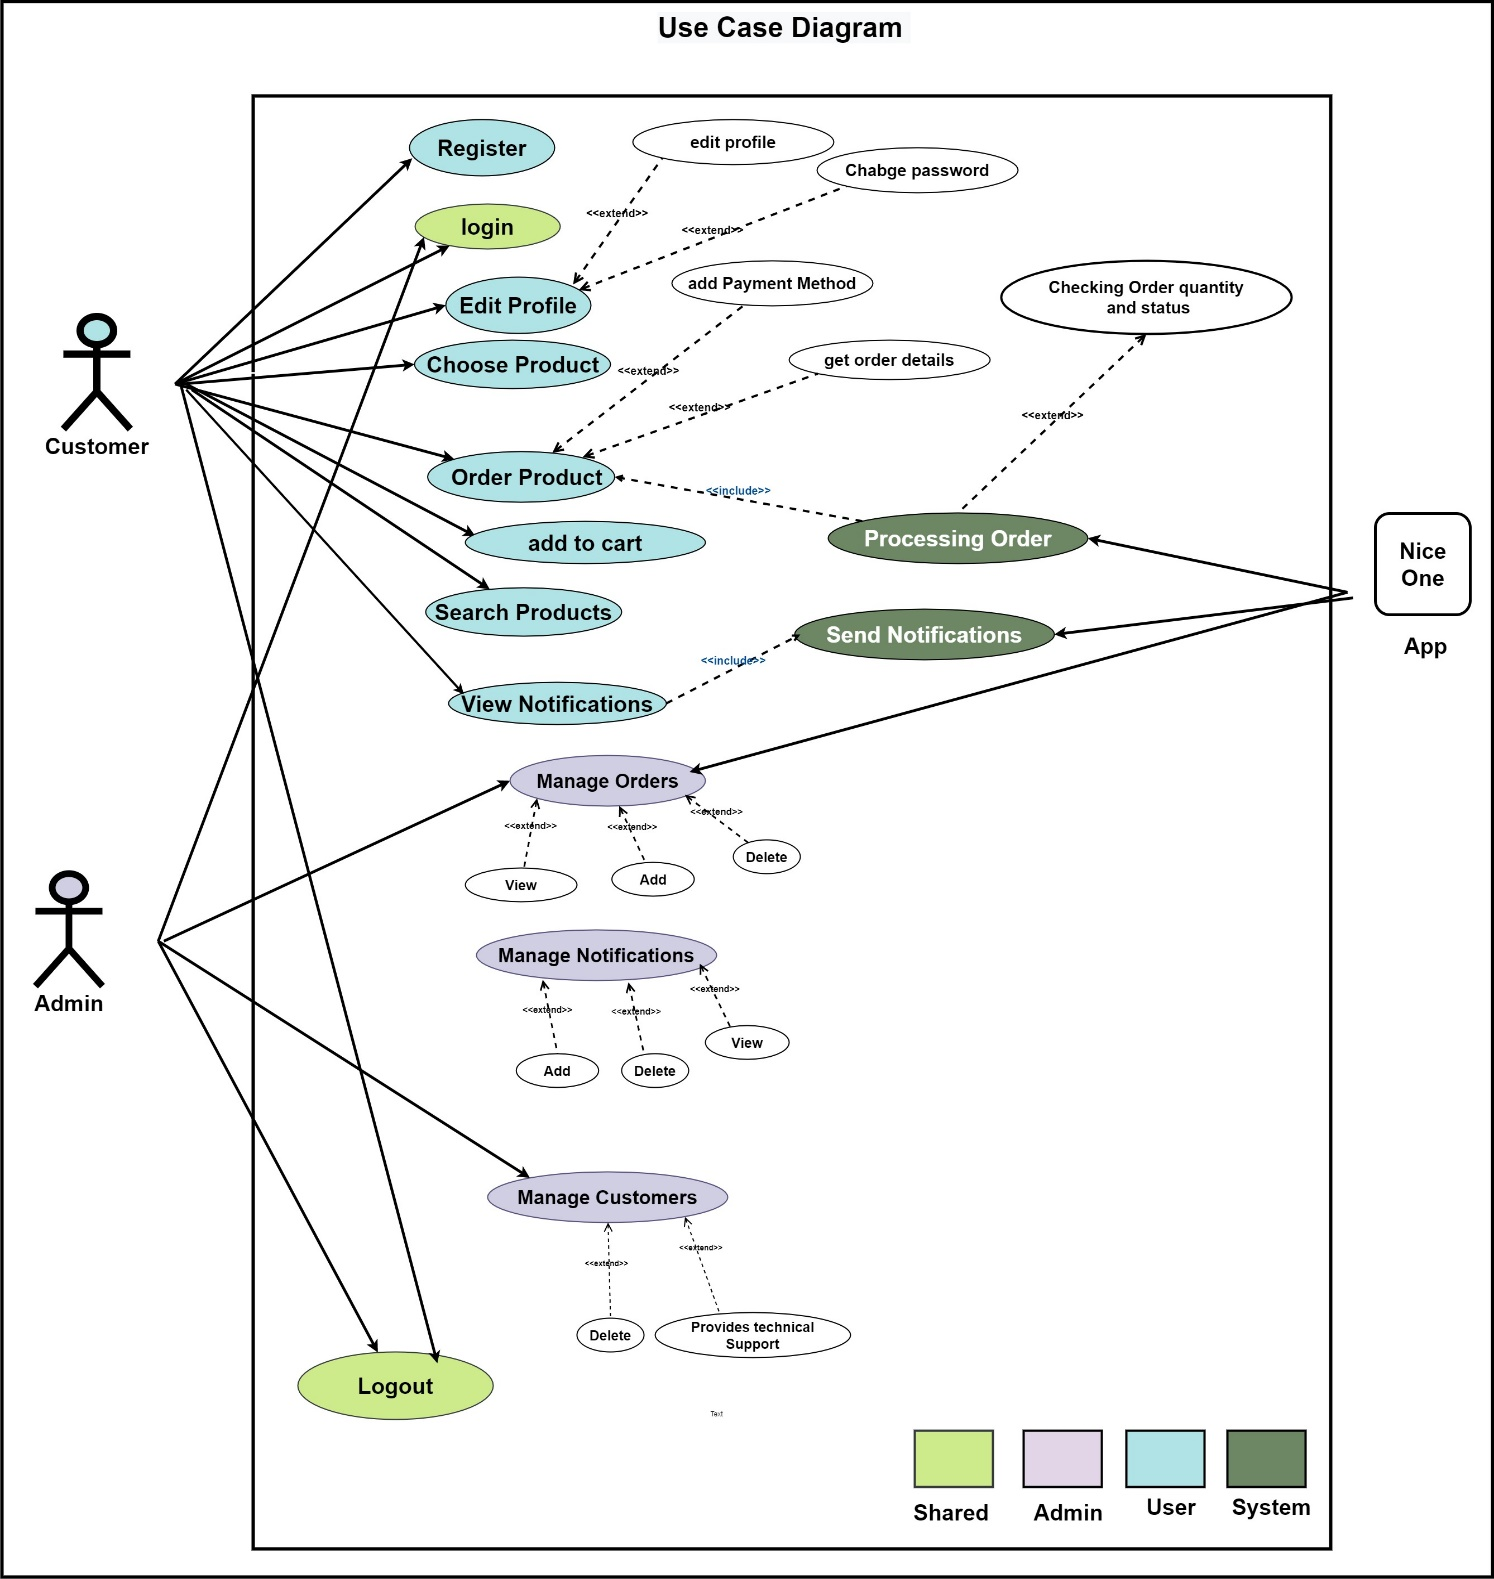 Use Case Diagram
Register
edit profile
Chabge password
login
<<extend>>
<<extend>>
Edit Profile
add Payment Method
Checking Order quantity
and status
Choose Product
get order details
<<extend>>
<<extend>>
<<extend>>
Customer
Order Product
<<include>>
add to cart
Processing Order
Nice
One
Search Products
Send Notifications
App
<<include>>
View Notifications
Manage Orders
<<extend>>
<<extend>>
<<extend>>
View
Add
Delete
Admin
Manage Notifications
<<extend>>
<<extend>>
<<extend>>
Add
Delete
View
Manage Customers
<<extend>>
<<extend>>
Delete
Provides technical
Support
Logout
Text
Shared
Admin
User
System